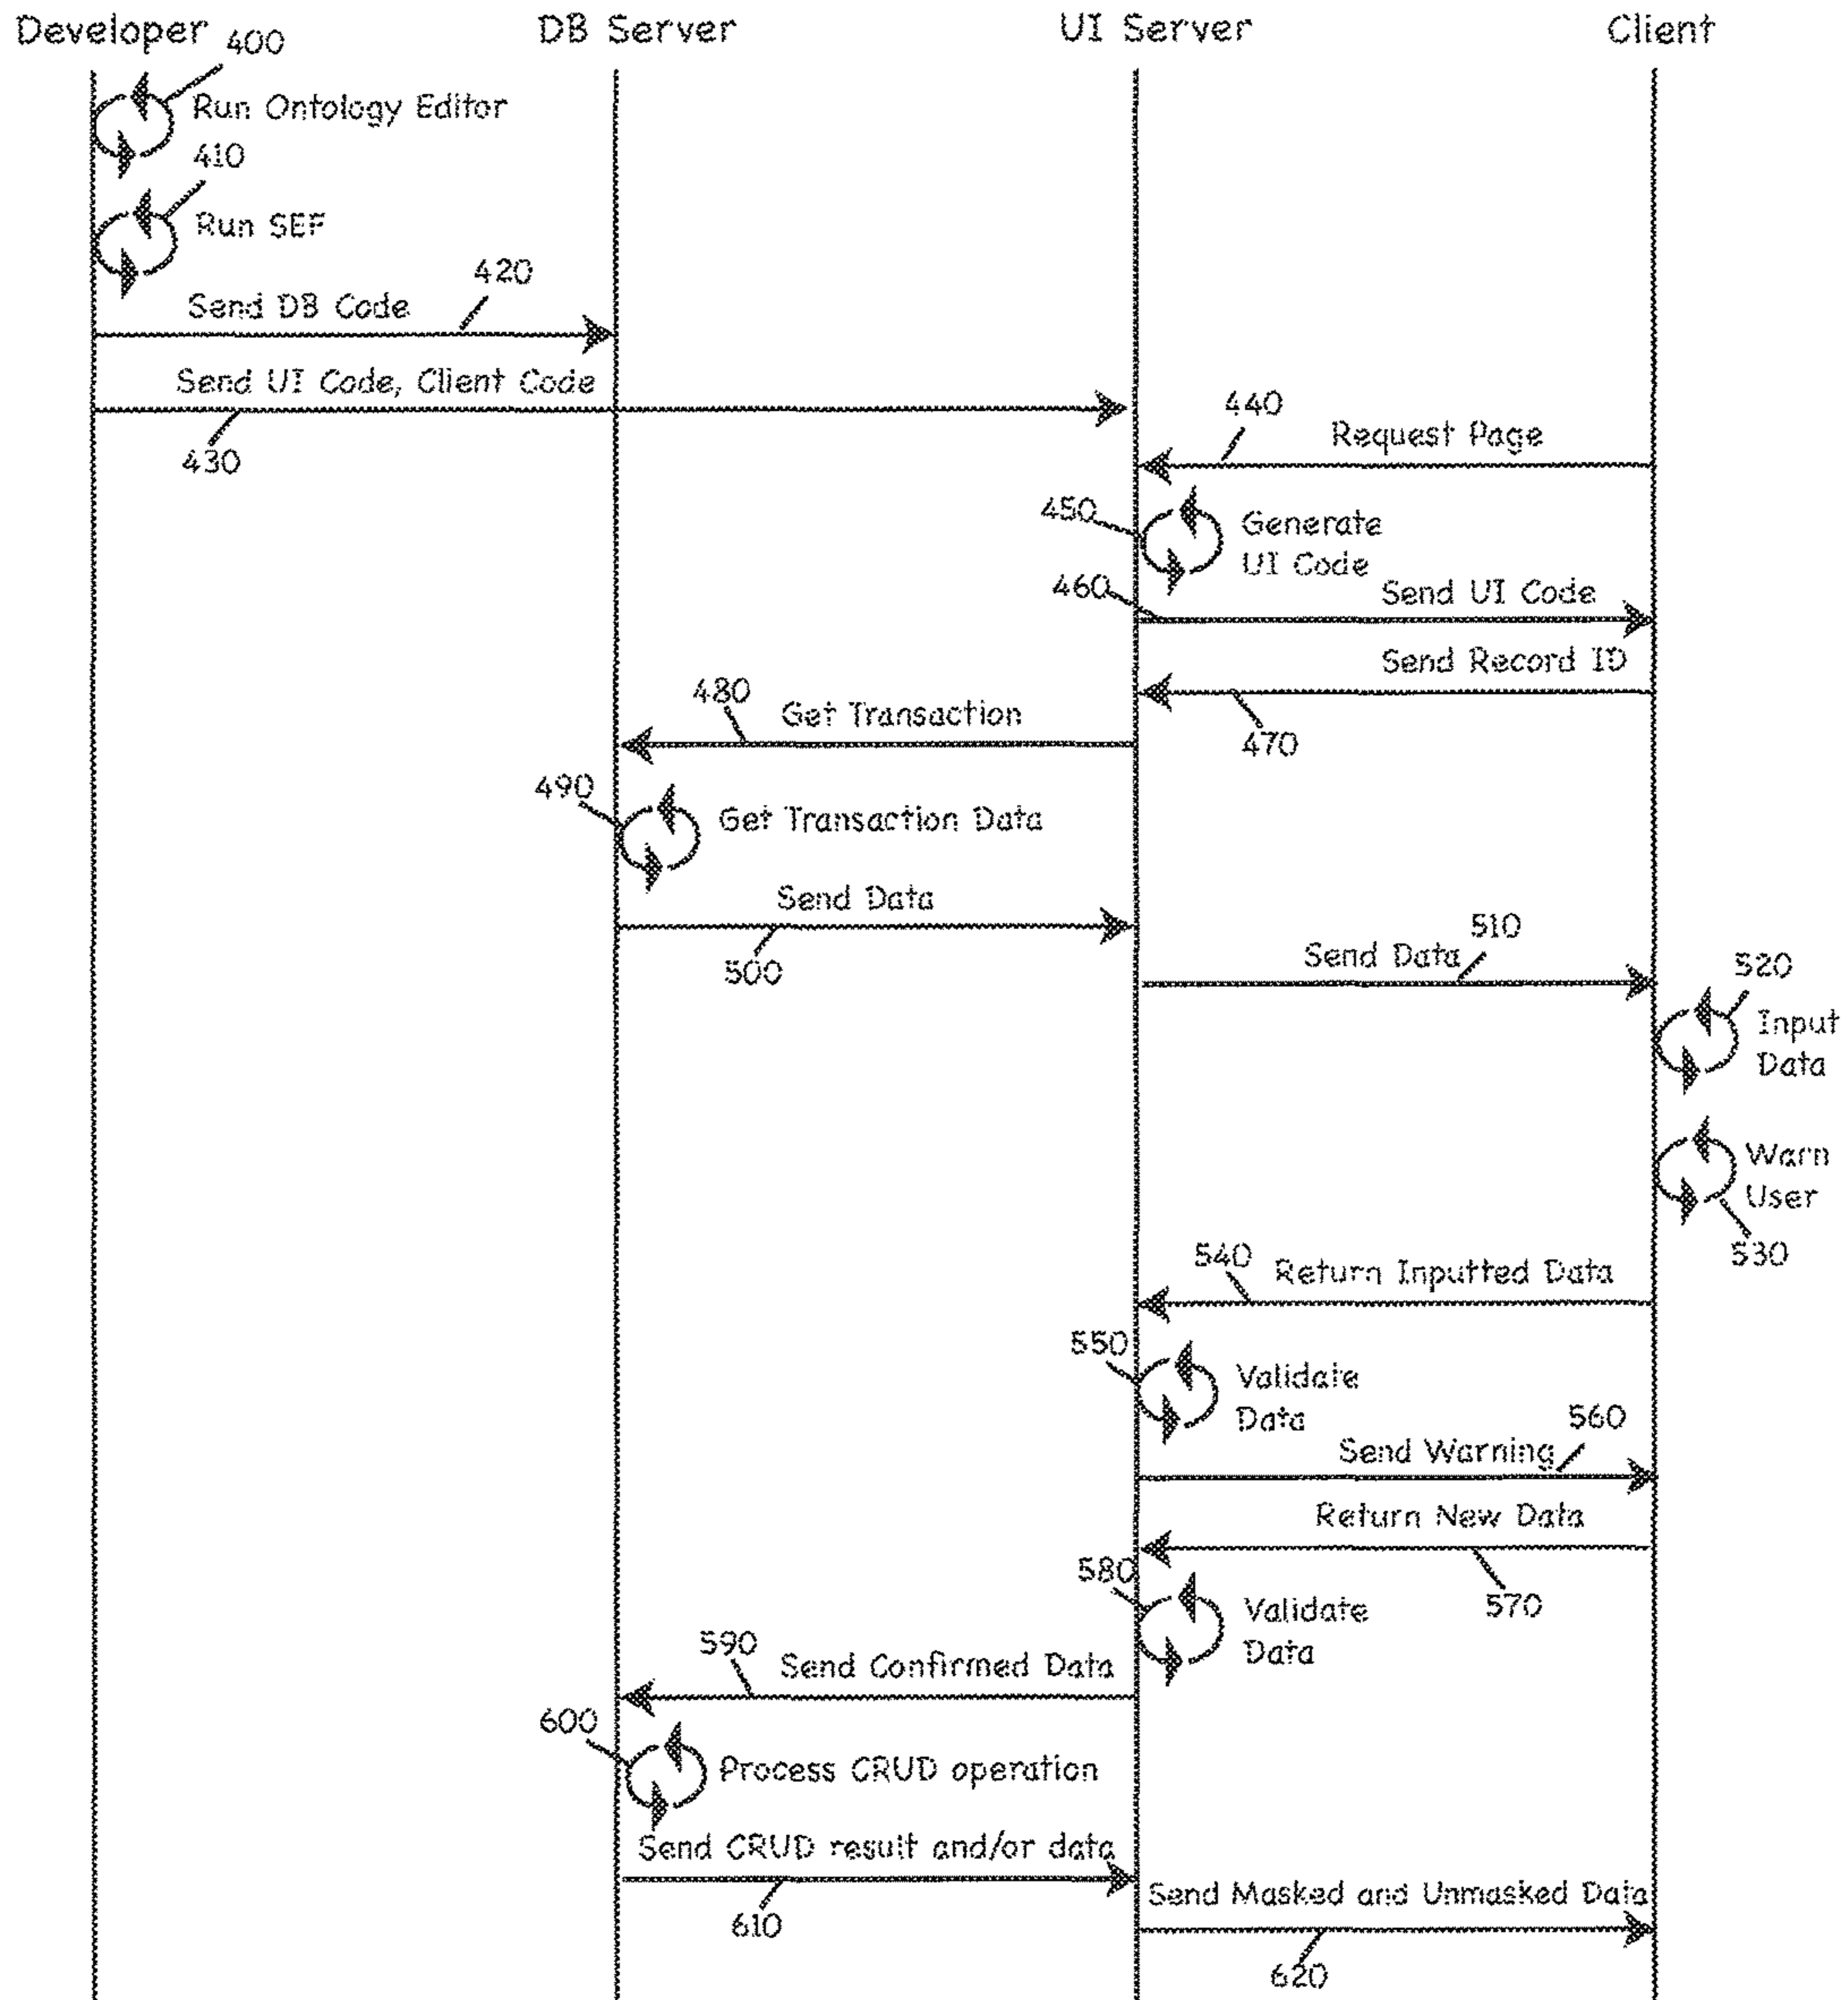 Developer
DB Server
UI Server
Client
400
Run Ontology Editor
410
Run SEF
420
Send DB Code
Send UI Code, Client Code
430
440
Request Page
450
Generate
UI Code
460
Send UI Code
Send Record ID
470
480
Get Transaction
490
Get Transaction Data
Send Data
500
510
Send Data
520
Input
Data
Warn
User
530
540
Return Inputted Data
550
Validate
Data
560
Send Warning
Return New Data
570
580
Validate
Data
590
Send Confirmed Data
600
Process CRUD operation
Send CRUD result and/or data
610
Send Masked and Unmasked Data
620